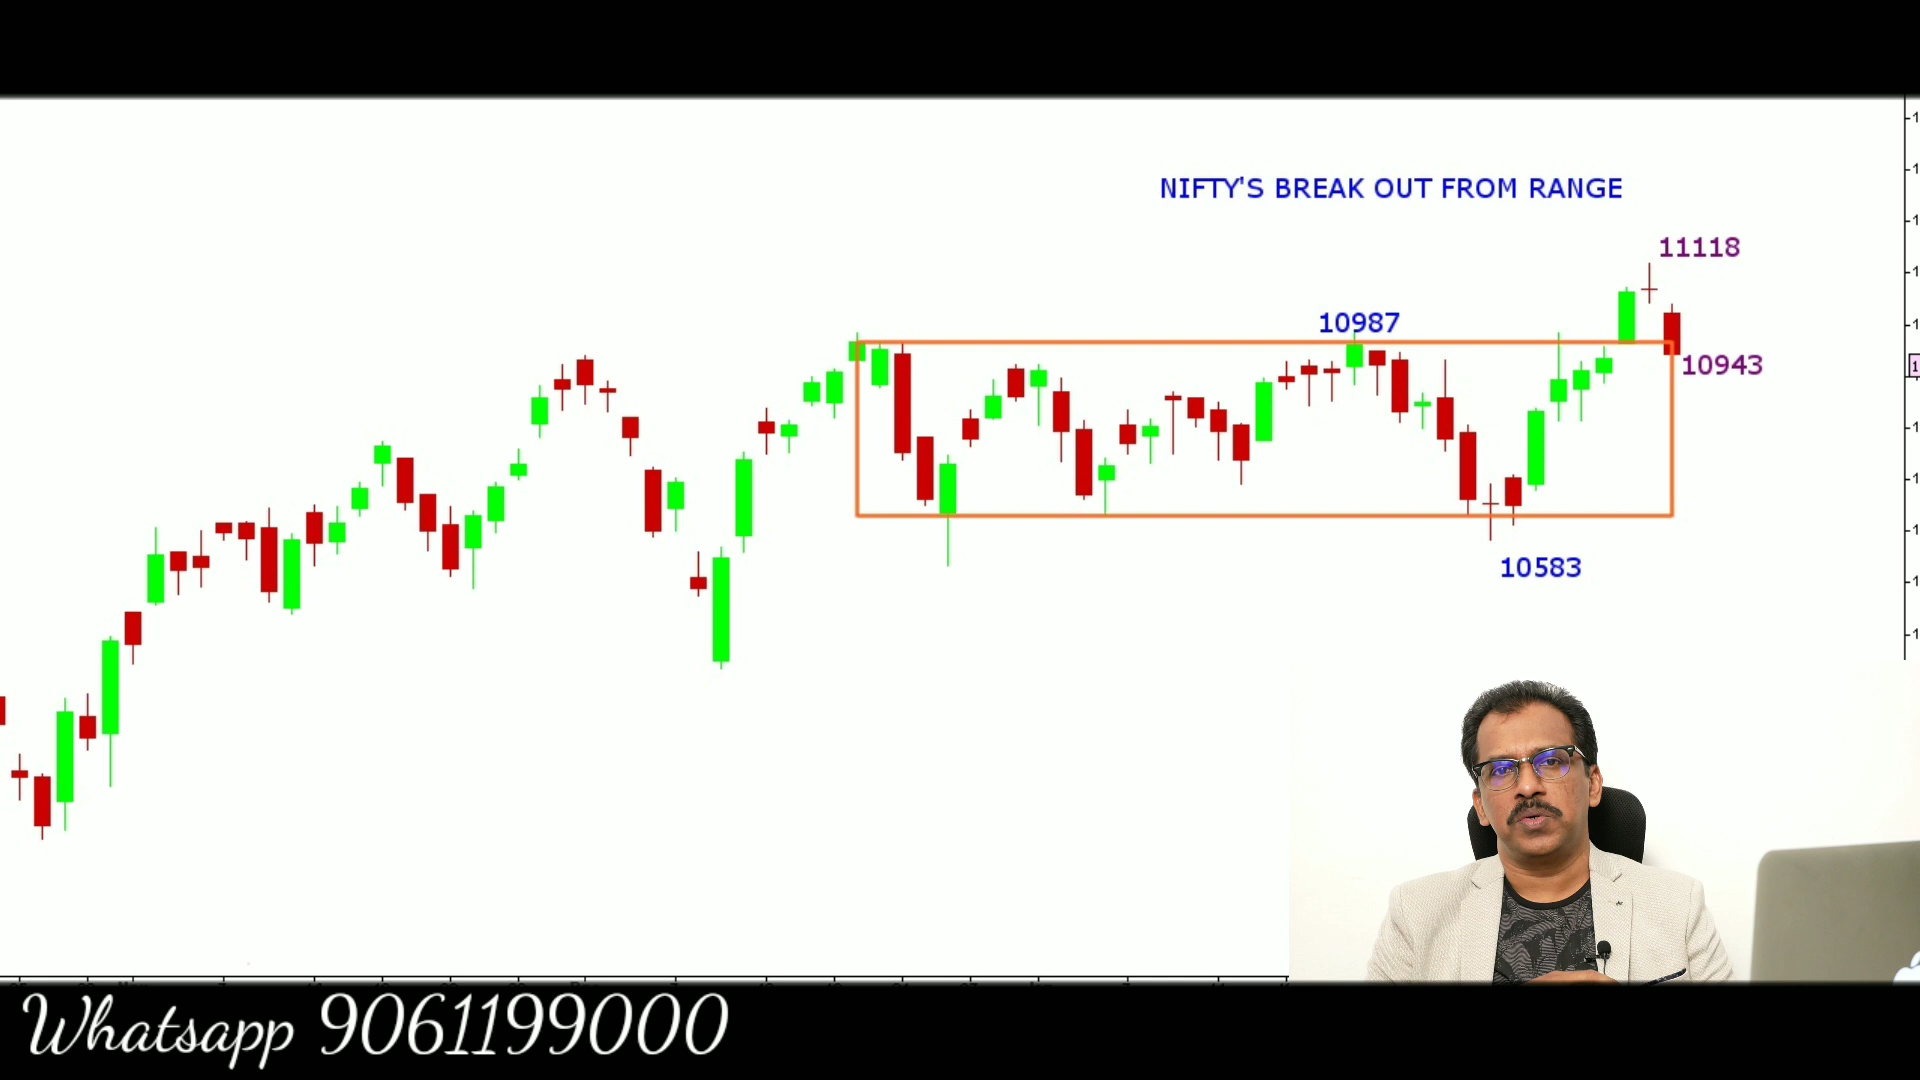 NIFTY'S BREAK OUT FROM RANGE
11118
10987
10943
10583
Whatsapp 9061199000